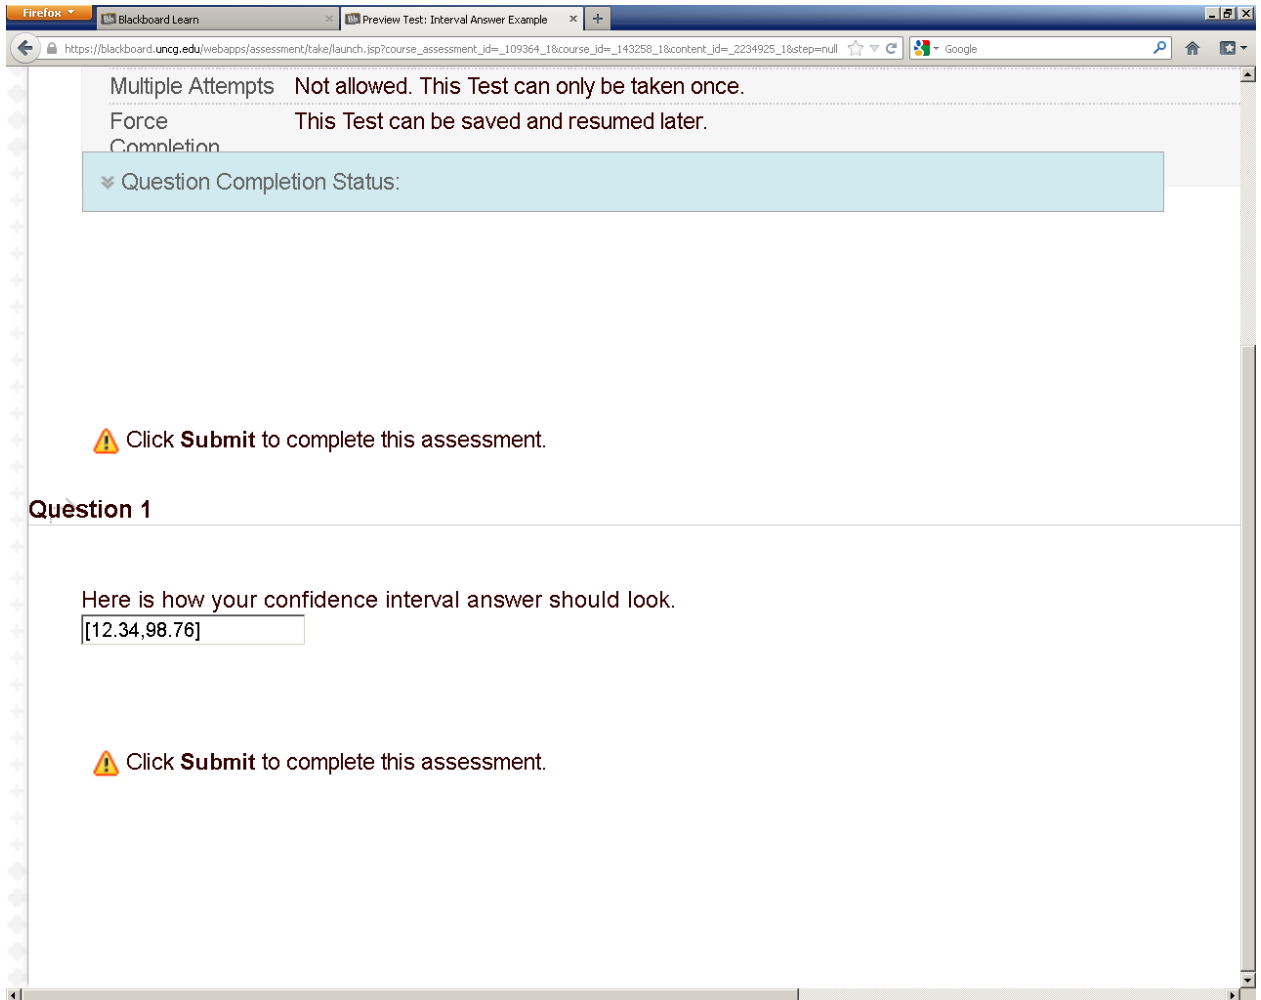 Firefox
Blackboard Learn
Preview Test: Interval Answer Example
https://blackboard.uncg.edu/webapps/assessment/take/launch.jsp?course_assessment_id=_109364_1&course_id=_143258_1&content_id=_2234925_1&step=null
Google
Multiple Attempts Not allowed. This Test can only be taken once.
Force This Test can be saved and resumed later.
Completion
Question Completion Status:
Click Submit to complete this assessment.
Question 1
Here is how your confidence interval answer should look.
[12.34,98.76]
Click Submit to complete this assessment.